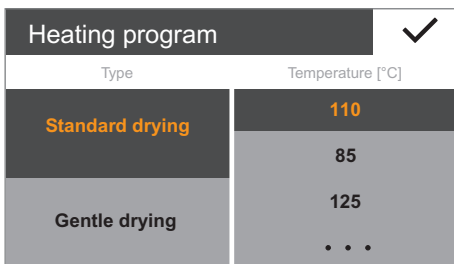 Heating program
Type
Temperature [°C]
Standard drying
110
85
Gentle drying
125
• • •